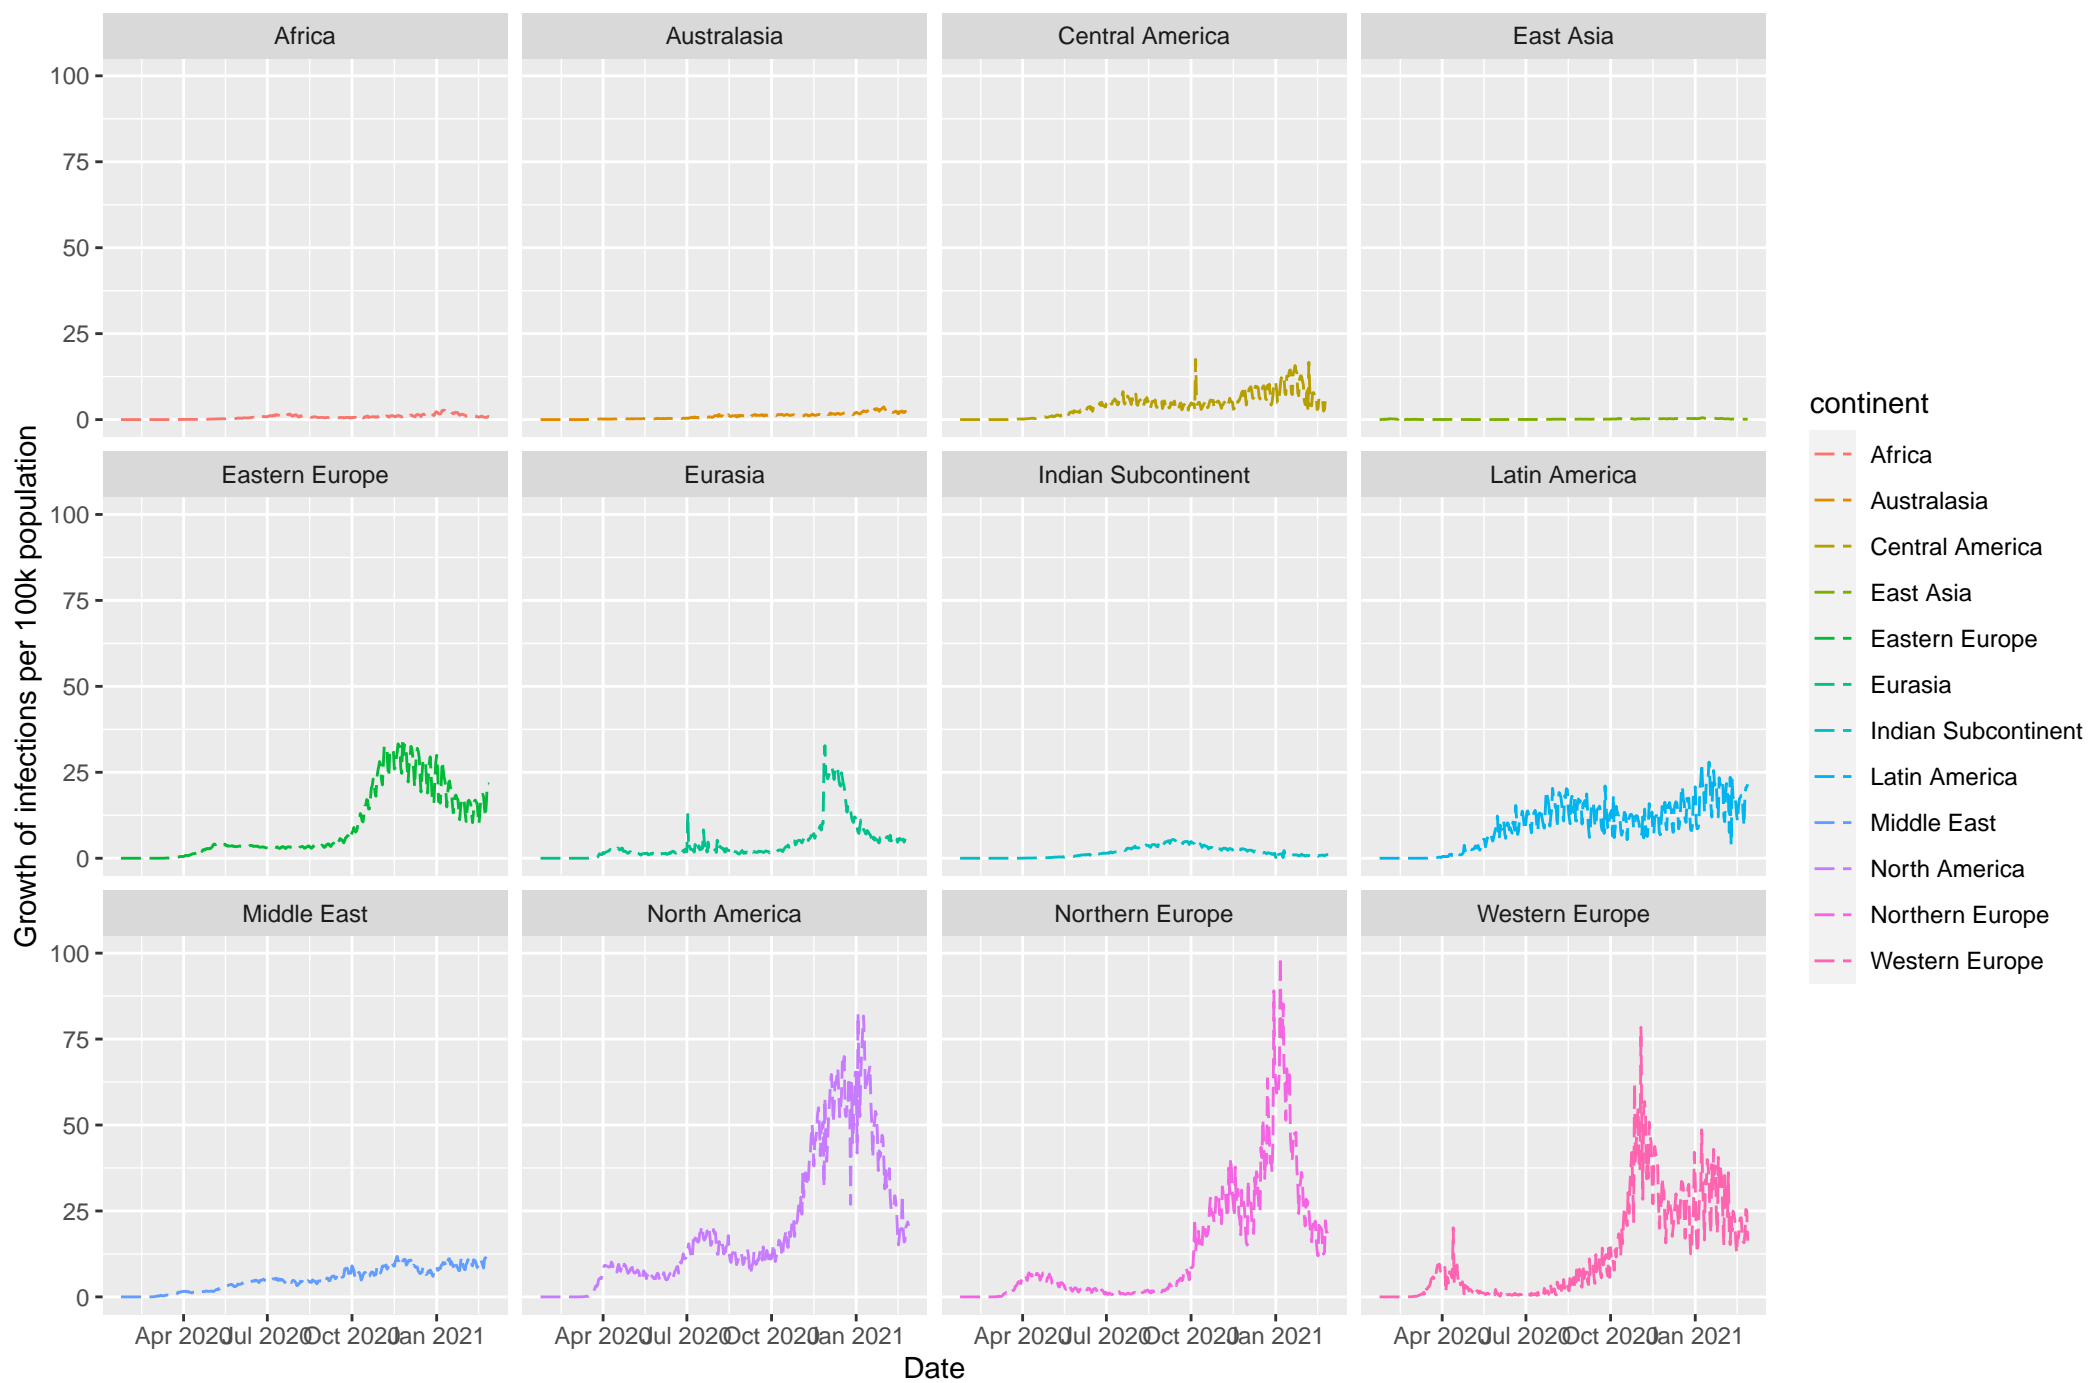 Africa
Australasia
Central America
East Asia
100
75
50
25
0
Eastern Europe
Eurasia
Indian Subcontinent
Latin America
100
75
50
25
0
Middle East
North America
Northern Europe
Western Europe
100
75
50
25
0
Apr 2020 Jul 2020 Oct 2020 Jan 2021
Apr 2020 Jul 2020 Oct 2020 Jan 2021
Apr 2020 Jul 2020 Oct 2020 Jan 2021
Apr 2020 Jul 2020 Oct 2020 Jan 2021
Date
Growth of infections per 100k population
continent
Africa
Australasia
Central America
East Asia
Eastern Europe
Eurasia
Indian Subcontinent
Latin America
Middle East
North America
Northern Europe
Western Europe